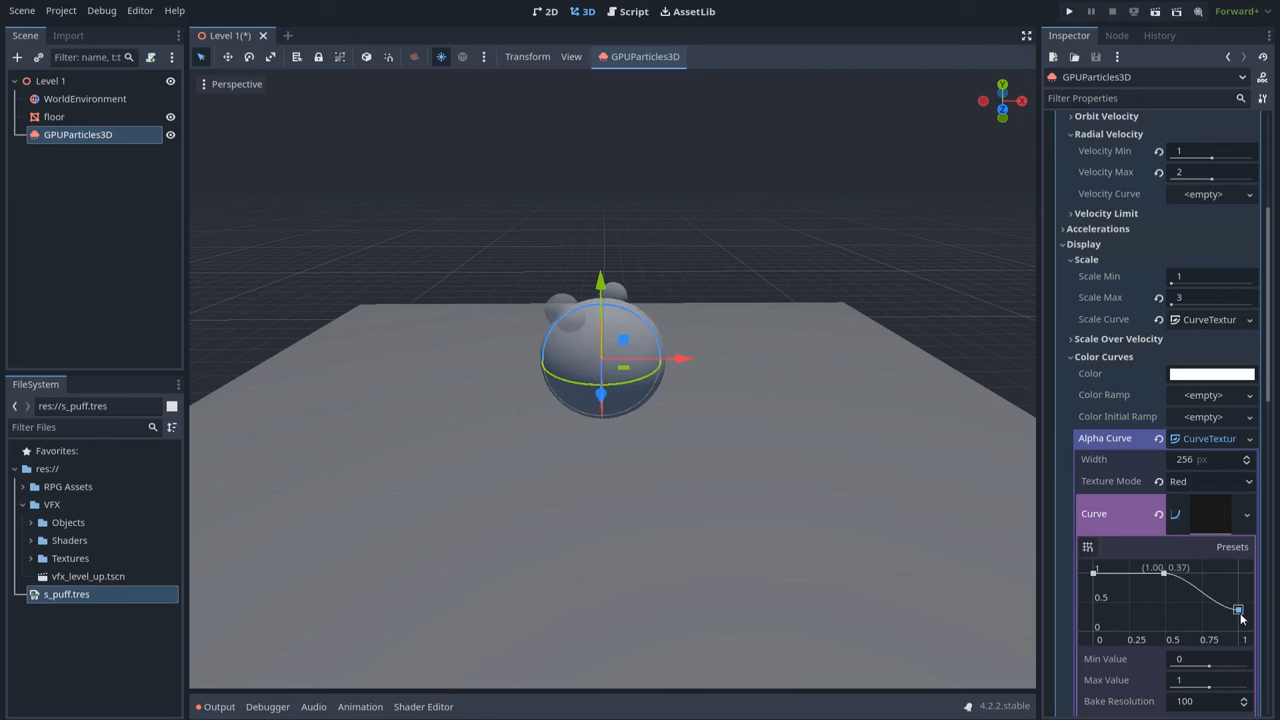 Scene Project Debug Editor Help
2D 3D Script AssetLib
Forward+
Scene Import
Filter: name, t:t
Level 1
WorldEnvironment
floor
GPUParticles3D
FileSystem
res://s_puff.tres
Filter Files
Favorites:
res://
RPG Assets
VFX
Objects
Shaders
Textures
vfx_level_up.tscn
s_puff.tres
Level 1(*)
Transform View GPUParticles3D
Perspective
Y
X
Z
Output Debugger Audio Animation Shader Editor 4.2.2.stable
Inspector Node History
GPUParticles3D
Filter Properties
Orbit Velocity
Radial Velocity
Velocity Min 1
Velocity Max 2
Velocity Curve <empty>
Velocity Limit
Accelerations
Display
Scale
Scale Min 1
Scale Max 3
Scale Curve CurveTextur
Scale Over Velocity
Color Curves
Color
Color Ramp <empty>
Color Initial Ramp <empty>
Alpha Curve CurveTextur
Width 256 px
Texture Mode Red
Curve
Presets
1 (1.00, 0.37)
0.5
0
0 0.25 0.5 0.75 1
Min Value 0
Max Value 1
Bake Resolution 100